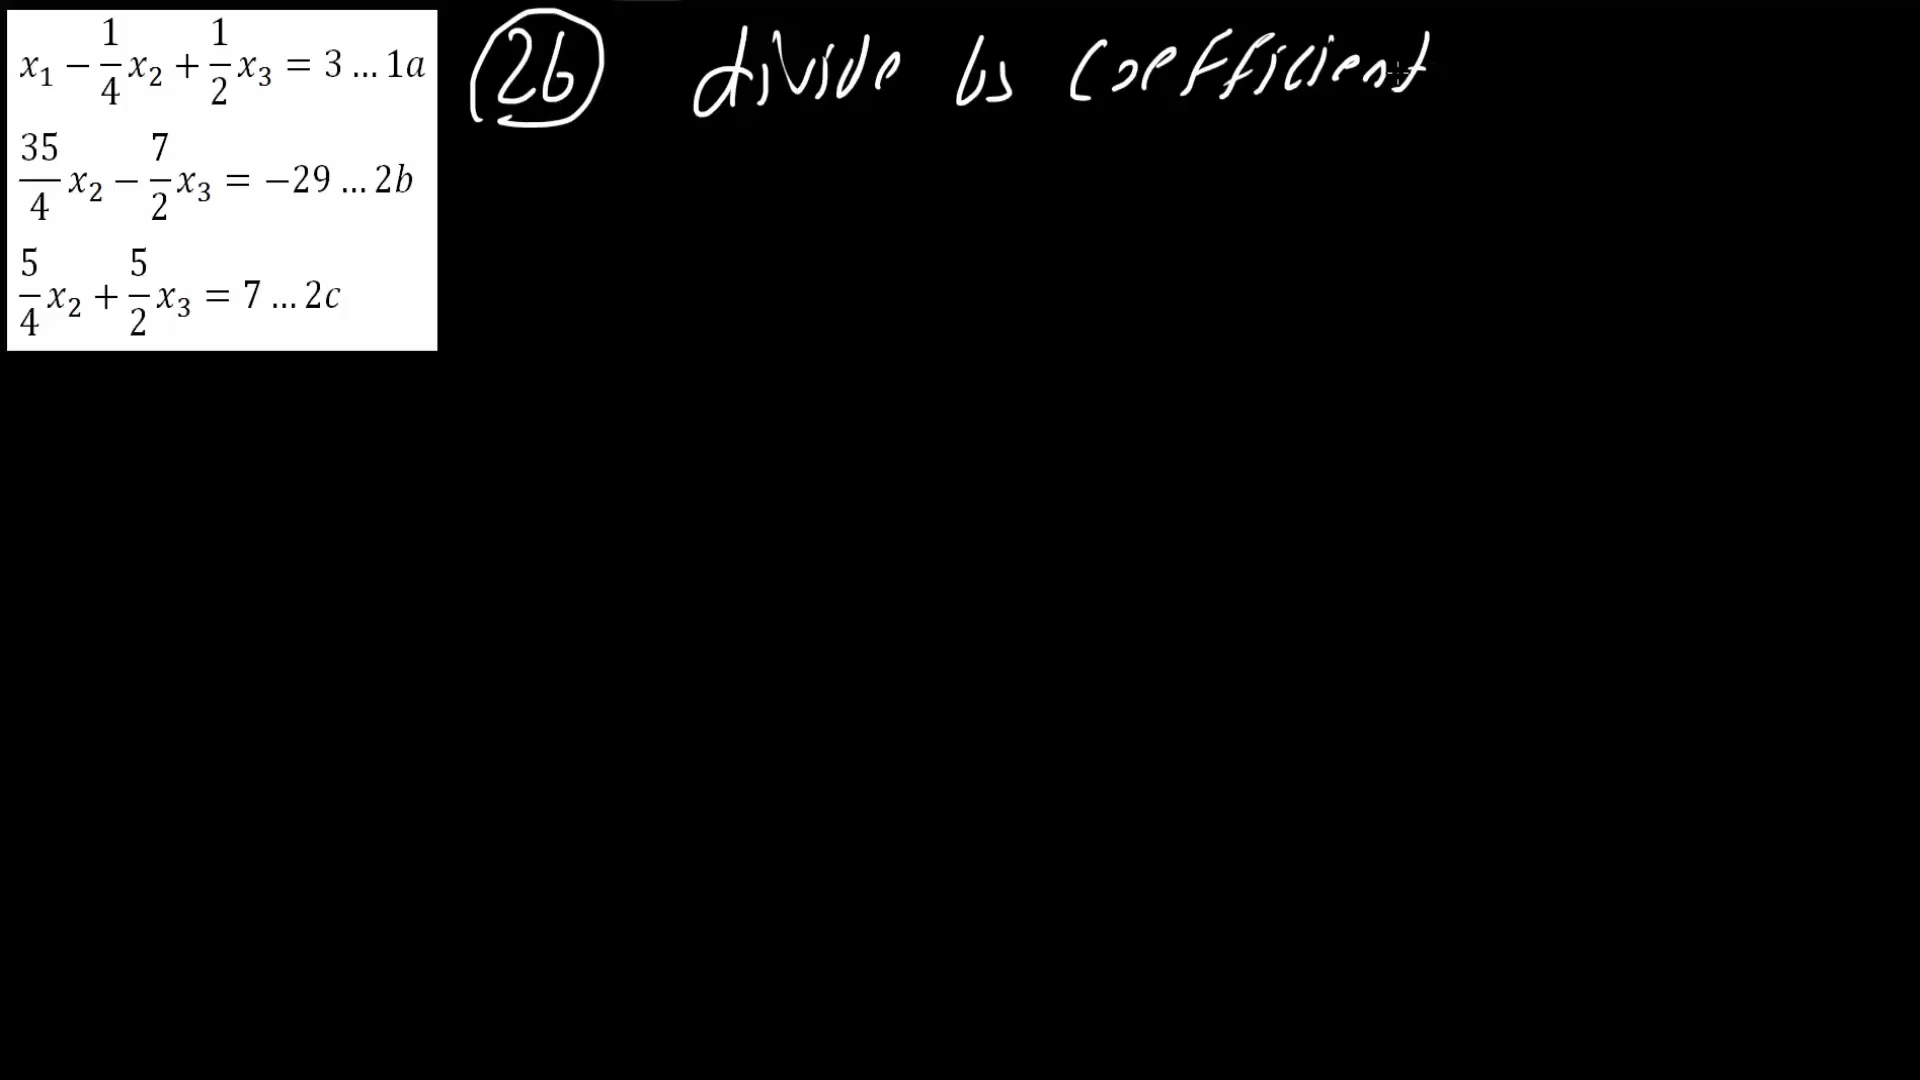 x₁ − 1/4 x₂ + 1/2 x₃ = 3 … 1a
35/4 x₂ − 7/2 x₃ = −29 … 2b
5/4 x₂ + 5/2 x₃ = 7 … 2c
2b divide by coefficient